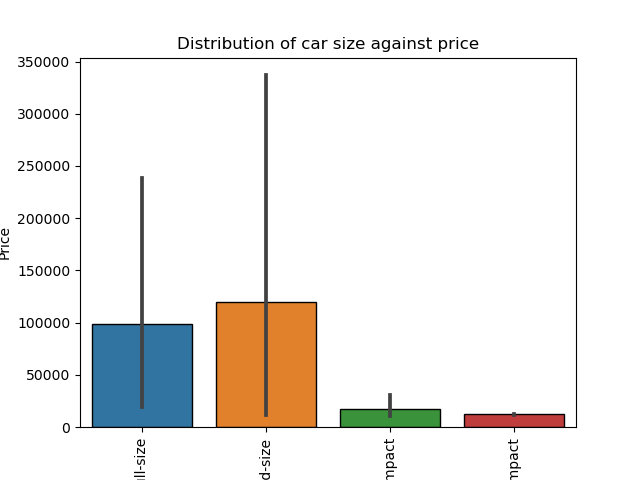 Distribution of car size against price
350000
300000
250000
200000
150000
100000
50000
0
Price
ll-size
d-size
mpact
mpact